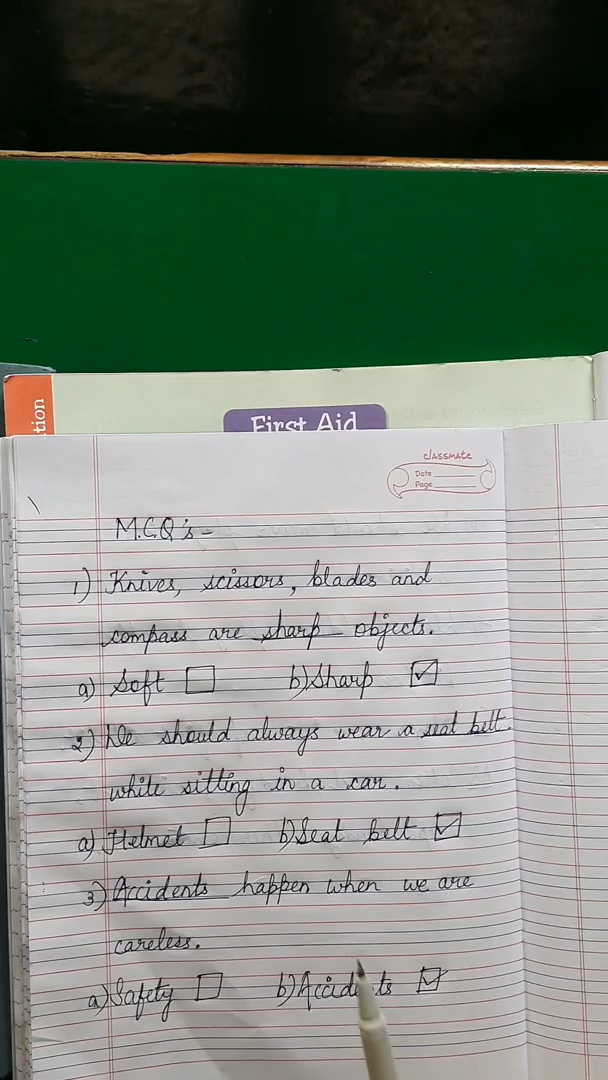 tion
First Aid
classmate
Date
Page
M.C.Q's -
1) Knives, scissors, blades and
compass are sharp objects.
a) Soft b) Sharp
2) We should always wear a seat belt
while sitting in a car.
a) Helmet b) Seat belt
3) Accidents happen when we are
careless.
a) Safety b) Accidents